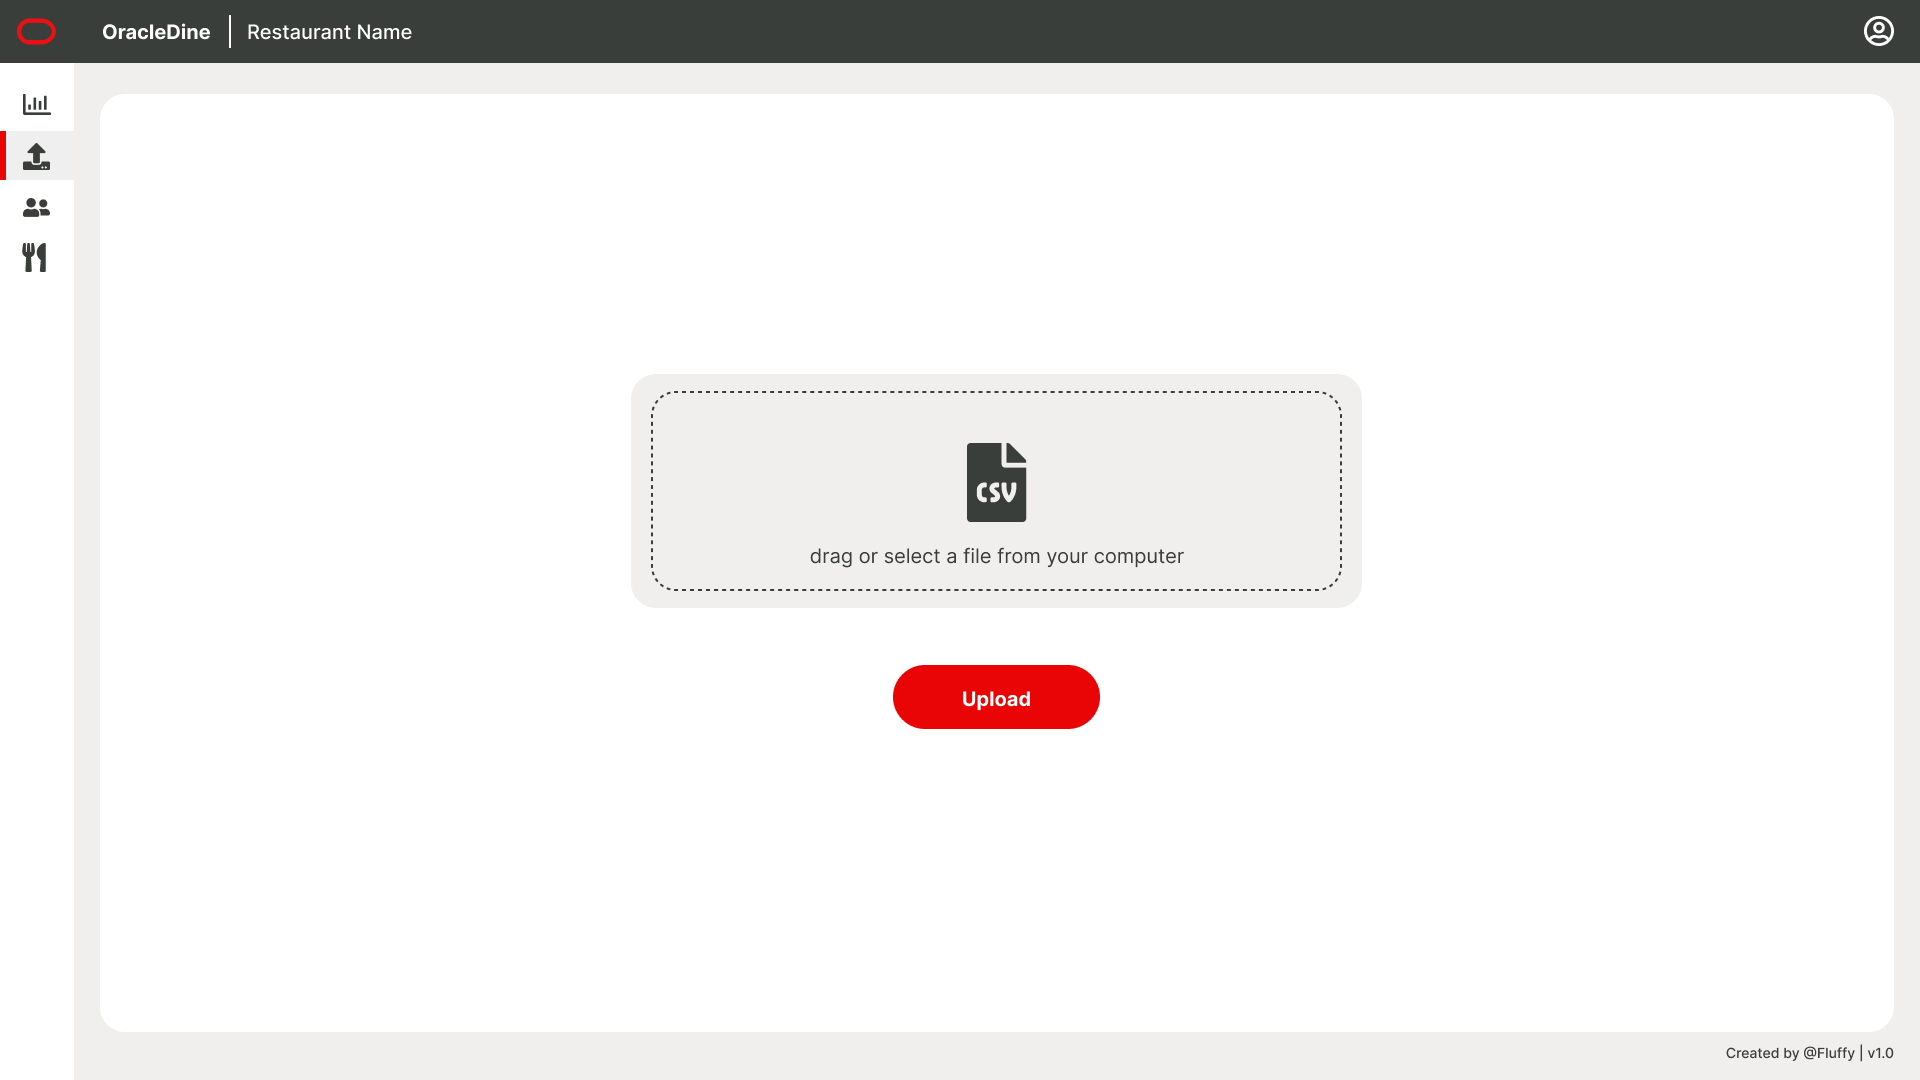 OracleDine | Restaurant Name
CSV
drag or select a file from your computer
Upload
Created by @Fluffy | v1.0